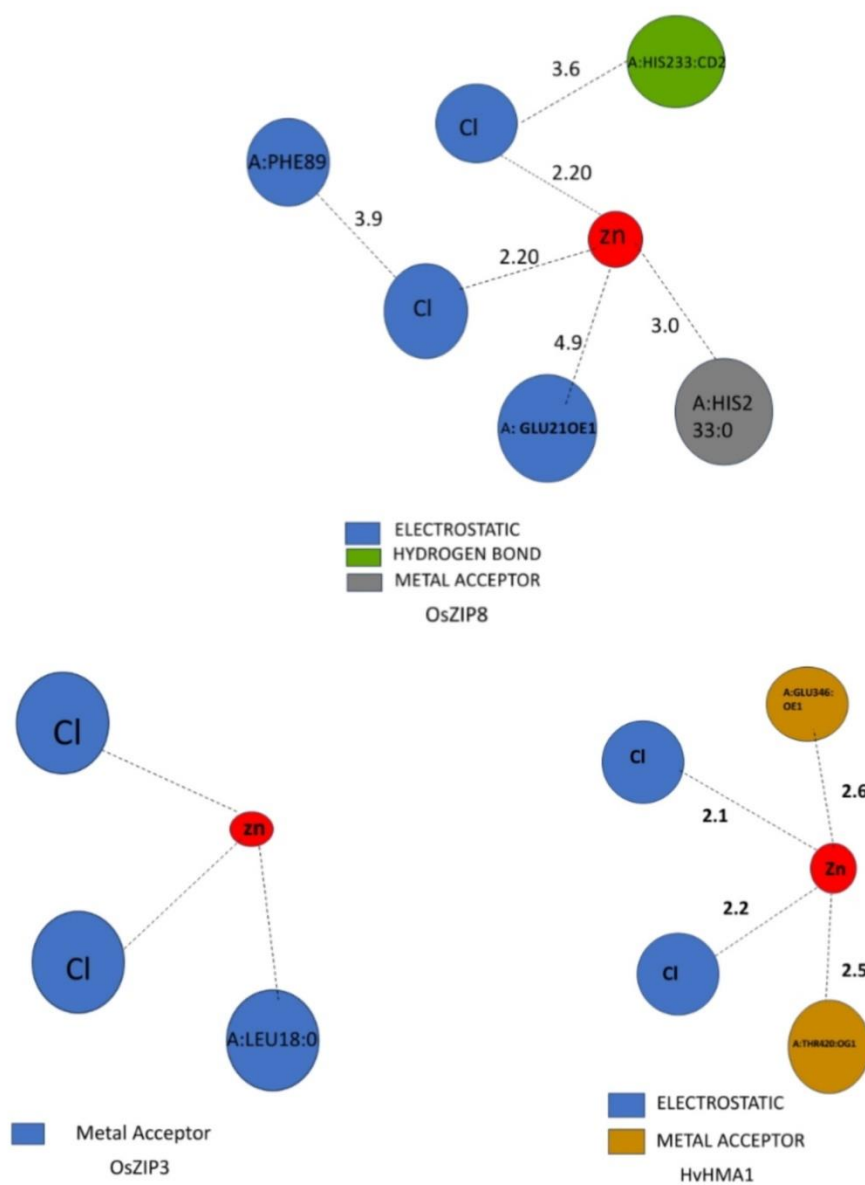 A:HIS233:CD2
3.6
Cl
A:PHE89
2.20
zn
3.9
2.20
Cl
4.9
3.0
A: GLU21OE1
A:HIS2
33:0
ELECTROSTATIC
HYDROGEN BOND
METAL ACCEPTOR
OsZIP8
Cl
zn
Cl
A:LEU18:0
Metal Acceptor
OsZIP3
A:GLU346:
OE1
Cl
2.6
2.1
Zn
2.2
Cl
2.5
A:THR420:OG1
ELECTROSTATIC
METAL ACCEPTOR
HvHMA1